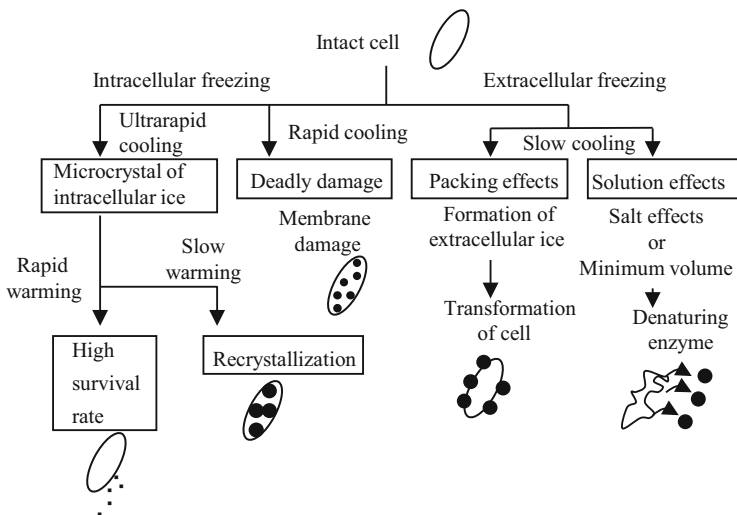 Intact cell
Intracellular freezing
Extracellular freezing
Ultrarapid
cooling
Rapid cooling
Slow cooling
Microcrystal of
intracellular ice
Deadly damage
Packing effects
Solution effects
Membrane
damage
Formation of
extracellular ice
Salt effects
or
Minimum volume
Rapid
warming
Slow
warming
Transformation
of cell
Denaturing
enzyme
High
survival
rate
Recrystallization